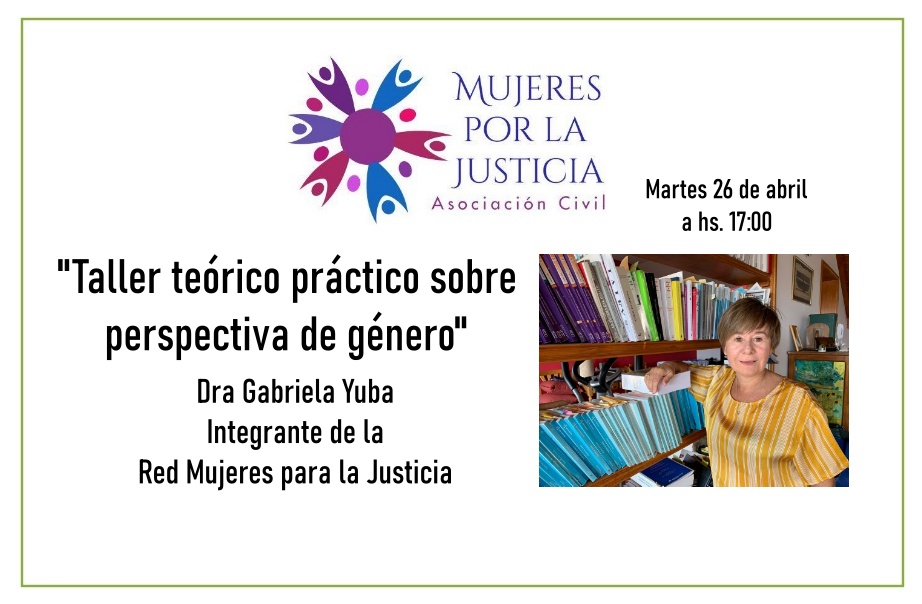 MUJERES
POR LA
JUSTICIA
Asociación Civil
Martes 26 de abril
a hs. 17:00
"Taller teórico práctico sobre
perspectiva de género"
Dra Gabriela Yuba
Integrante de la
Red Mujeres para la Justicia